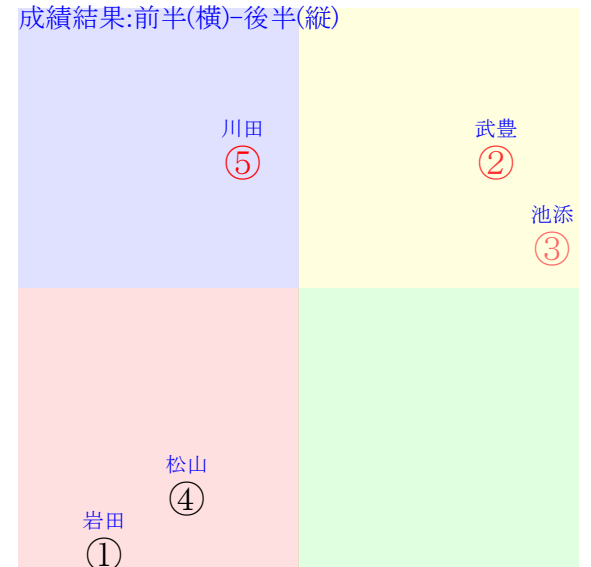 成績結果:前半(横)-後半(縦)
川田
⑤
武豊
②
池添
③
松山
④
岩田
①